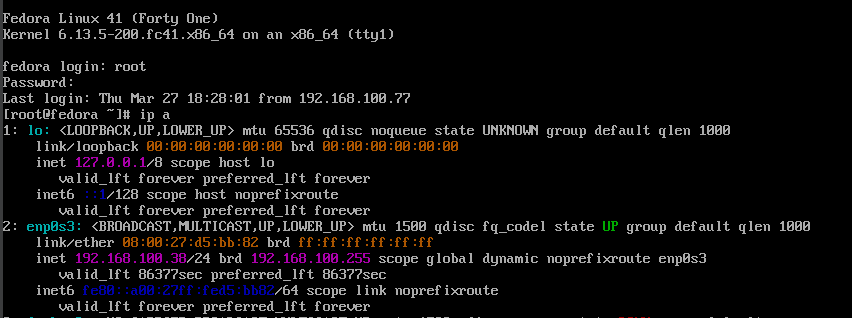 Fedora Linux 41 (Forty One)
Kernel 6.13.5-200.fc41.x86_64 on an x86_64 (tty1)
fedora login: root
Password:
Last login: Thu Mar 27 18:28:01 from 192.168.100.77
[root@fedora ~]# ip a
1: lo: <LOOPBACK,UP,LOWER_UP> mtu 65536 qdisc noqueue state UNKNOWN group default qlen 1000
link/loopback 00:00:00:00:00:00 brd 00:00:00:00:00:00
inet 127.0.0.1/8 scope host lo
valid_lft forever preferred_lft forever
inet6 ::1/128 scope host noprefixroute
valid_lft forever preferred_lft forever
2: enp0s3: <BROADCAST,MULTICAST,UP,LOWER_UP> mtu 1500 qdisc fq_codel state UP group default qlen 1000
link/ether 08:00:27:d5:bb:82 brd ff:ff:ff:ff:ff:ff
inet 192.168.100.38/24 brd 192.168.100.255 scope global dynamic noprefixroute enp0s3
valid_lft 86377sec preferred_lft 86377sec
inet6 fe80::a00:27ff:fed5:bb82/64 scope link noprefixroute
valid_lft forever preferred_lft forever